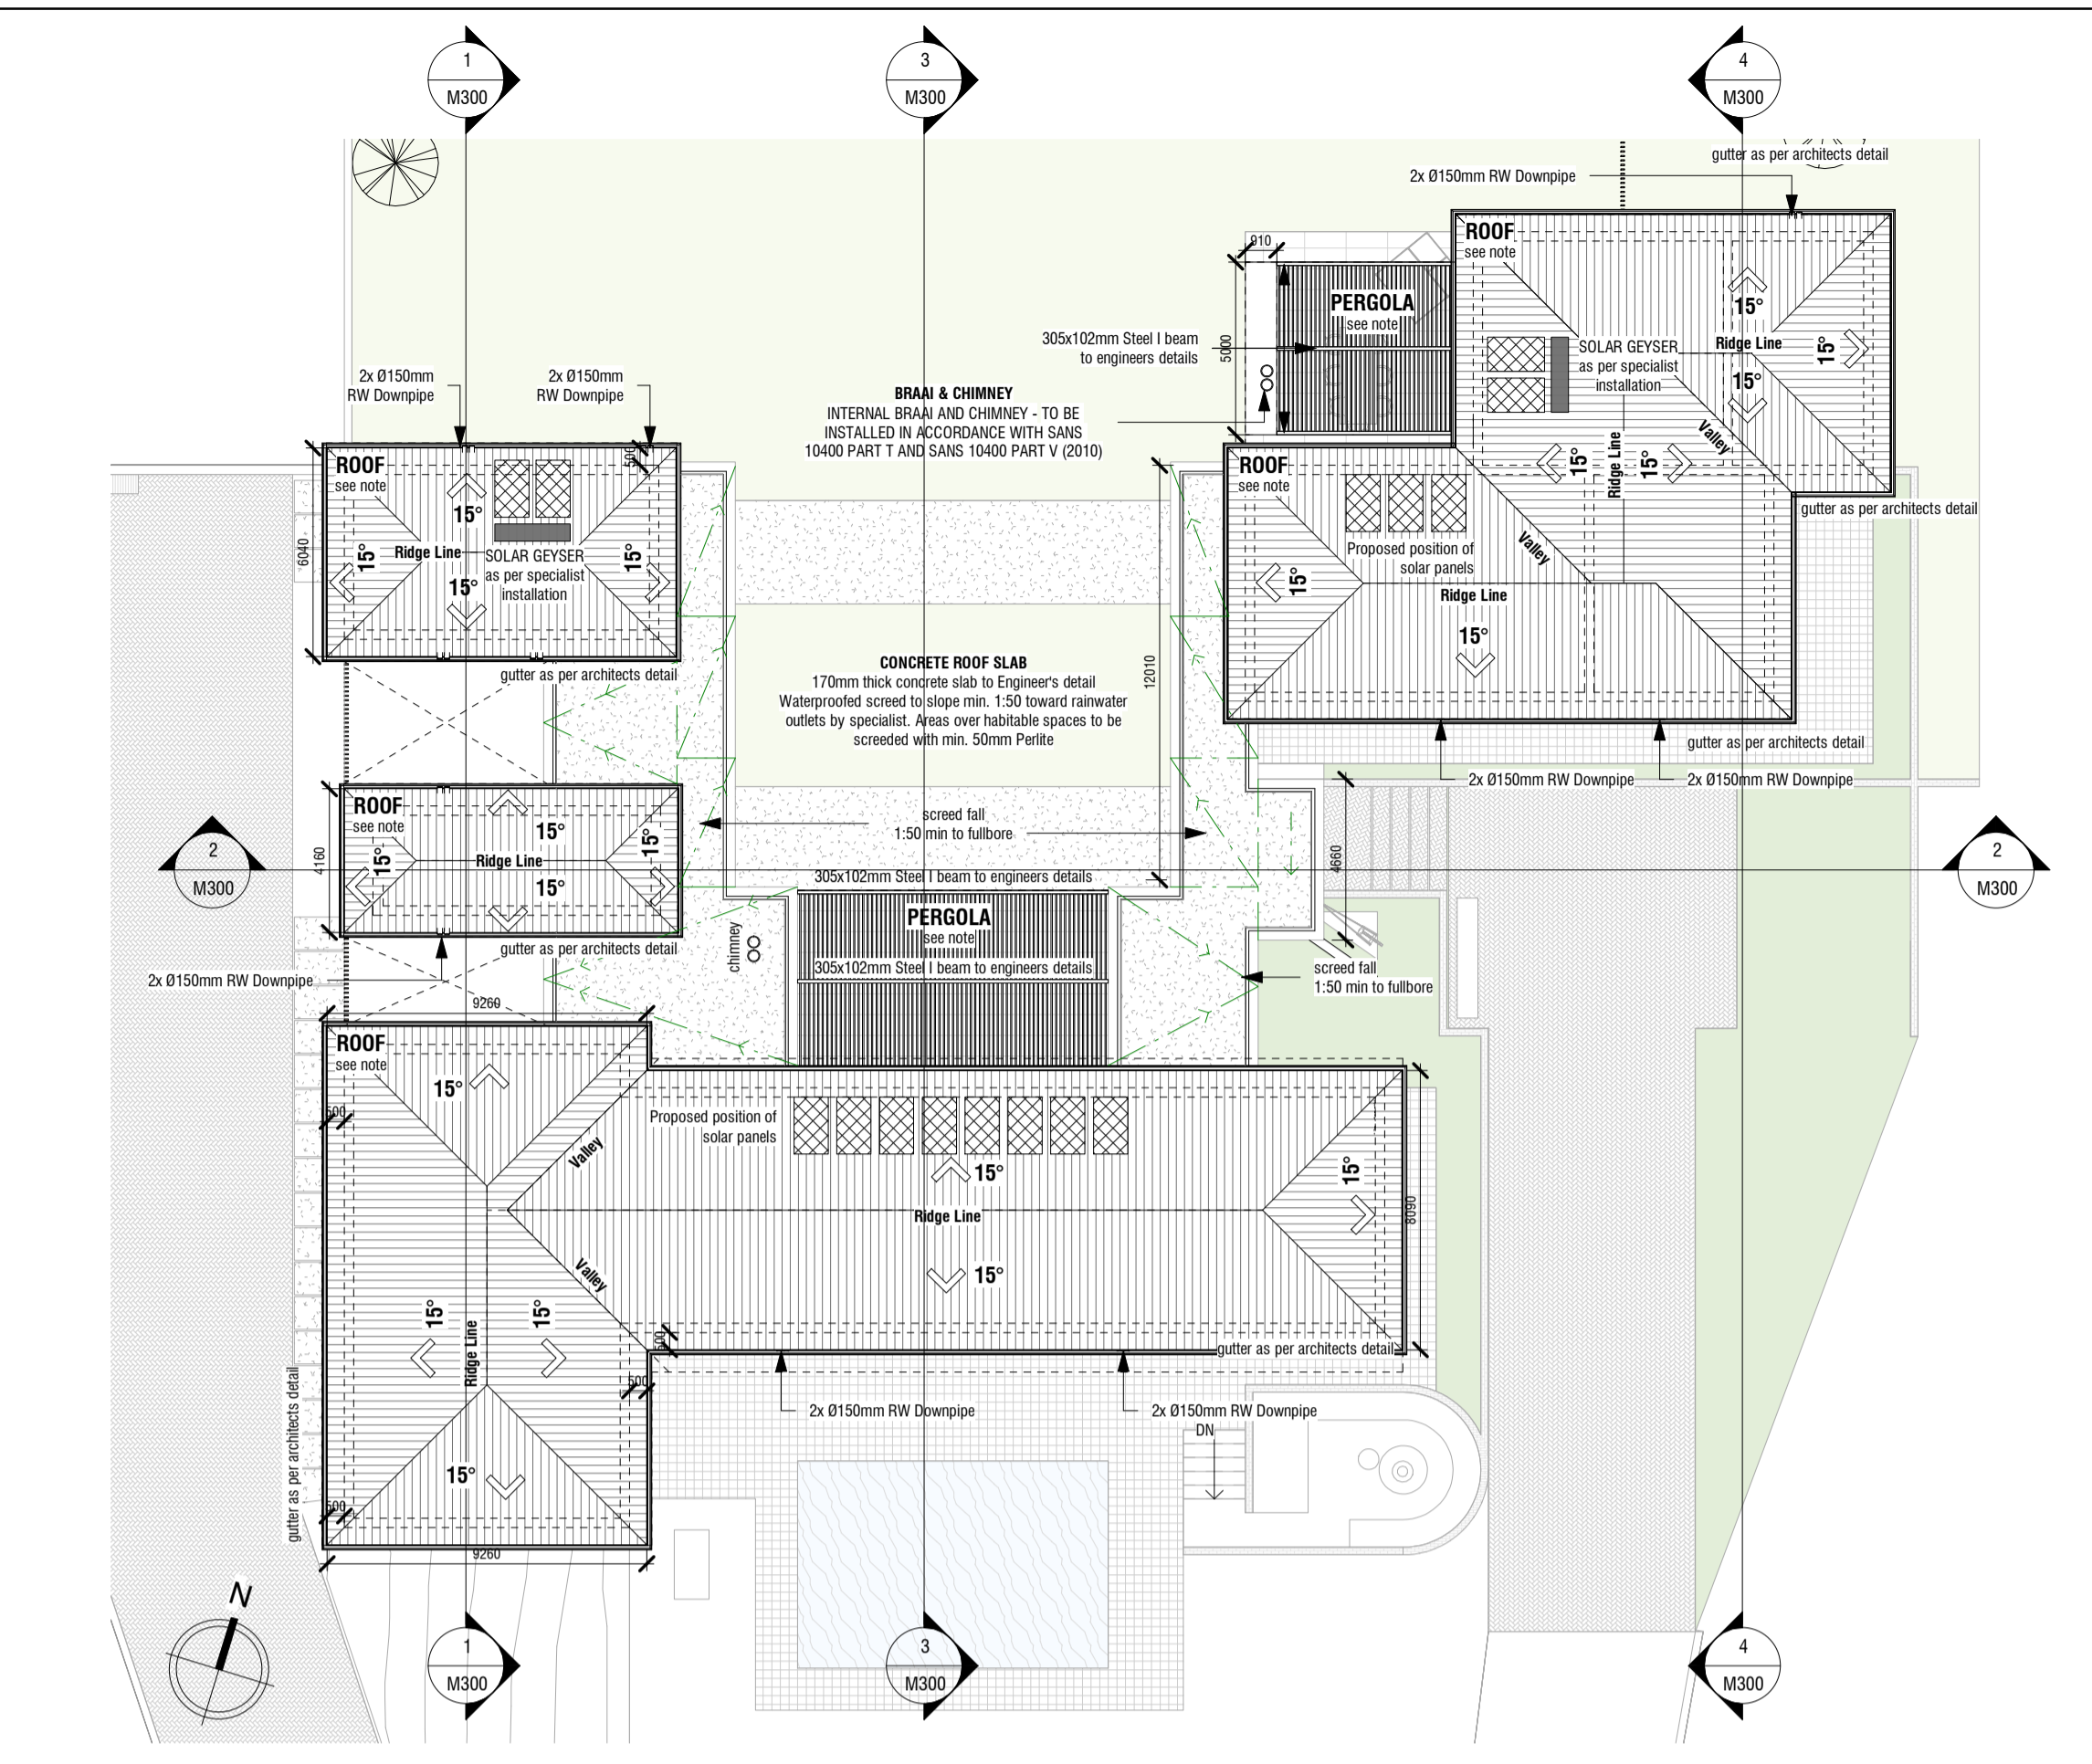 1
M300
3
M300
4
M300
gutter as per architects detail
2x Ø150mm RW Downpipe
ROOF
see note
910
PERGOLA
see note
15°
305x102mm Steel I beam
to engineers details
5000
Ridge Line
15°
15°
SOLAR GEYSER
as per specialist
installation
2x Ø150mm
RW Downpipe
2x Ø150mm
RW Downpipe
BRAAI & CHIMNEY
INTERNAL BRAAI AND CHIMNEY - TO BE
INSTALLED IN ACCORDANCE WITH SANS
10400 PART T AND SANS 10400 PART V (2010)
Valley
Ridge Line
15°
15°
gutter as per architects detail
ROOF
see note
500
15°
6040
Ridge Line
15°
15°
15°
SOLAR GEYSER
as per specialist
installation
gutter as per architects detail
ROOF
see note
Proposed position of
solar panels
Valley
15°
Ridge Line
15°
12010
CONCRETE ROOF SLAB
170mm thick concrete slab to Engineer's detail
Waterproofed screed to slope min. 1:50 toward rainwater
outlets by specialist. Areas over habitable spaces to be
screeded with min. 50mm Perlite
gutter as per architects detail
2x Ø150mm RW Downpipe
2x Ø150mm RW Downpipe
ROOF
see note
15°
15°
15°
Ridge Line
15°
4160
screed fall
1:50 min to fullbore
4660
2
M300
2
M300
305x102mm Steel I beam to engineers details
PERGOLA
see note
305x102mm Steel I beam to engineers details
chimney
gutter as per architects detail
2x Ø150mm RW Downpipe
screed fall
1:50 min to fullbore
9260
ROOF
see note
15°
500
Proposed position of
solar panels
Valley
15°
15°
Ridge Line
8090
15°
Valley
15°
15°
Ridge Line
500
500
gutter as per architects detail
gutter as per architects detail
2x Ø150mm RW Downpipe
2x Ø150mm RW Downpipe
DN
15°
500
9260
N
1
M300
3
M300
4
M300